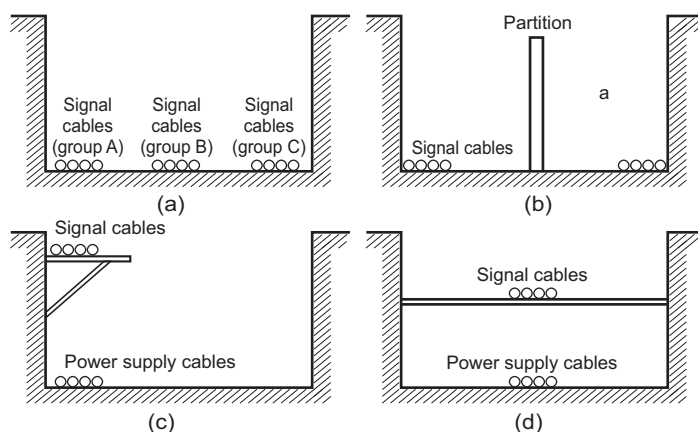 Signal
cables
(group A)
Signal
cables
(group B)
Signal
cables
(group C)
(a)
Partition
a
Signal cables
(b)
Signal cables
Power supply cables
(c)
Signal cables
Power supply cables
(d)